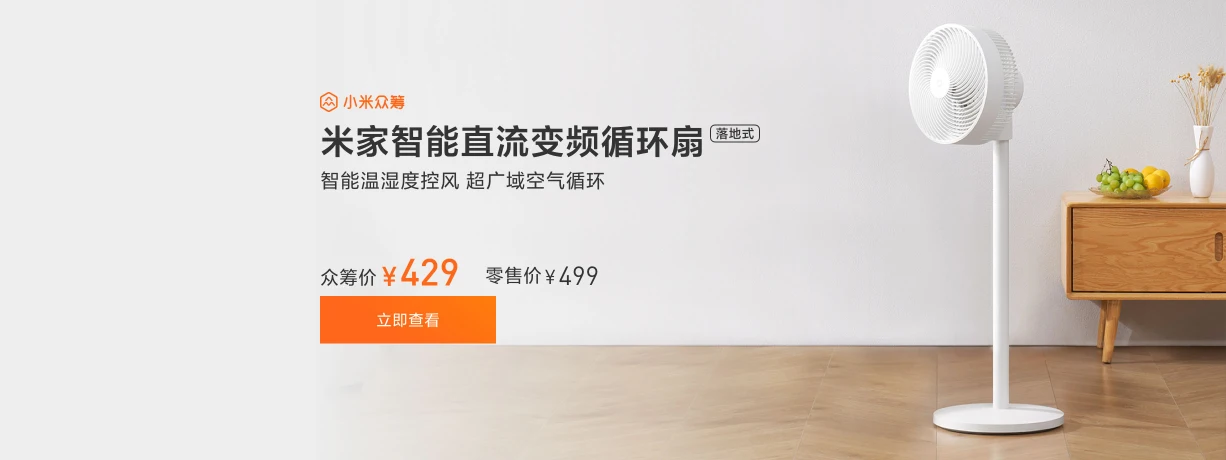 小米众筹
米家智能直流变频循环扇 落地式
智能温湿度控风 超广域空气循环
众筹价 ¥429 零售价 ¥499
立即查看